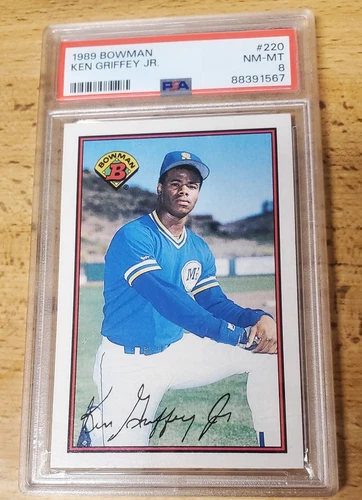 1989 BOWMAN #220
KEN GRIFFEY JR. NM-MT
8
PSA 88391567
BOWMAN
B
S
M
Ken Griffey Jr